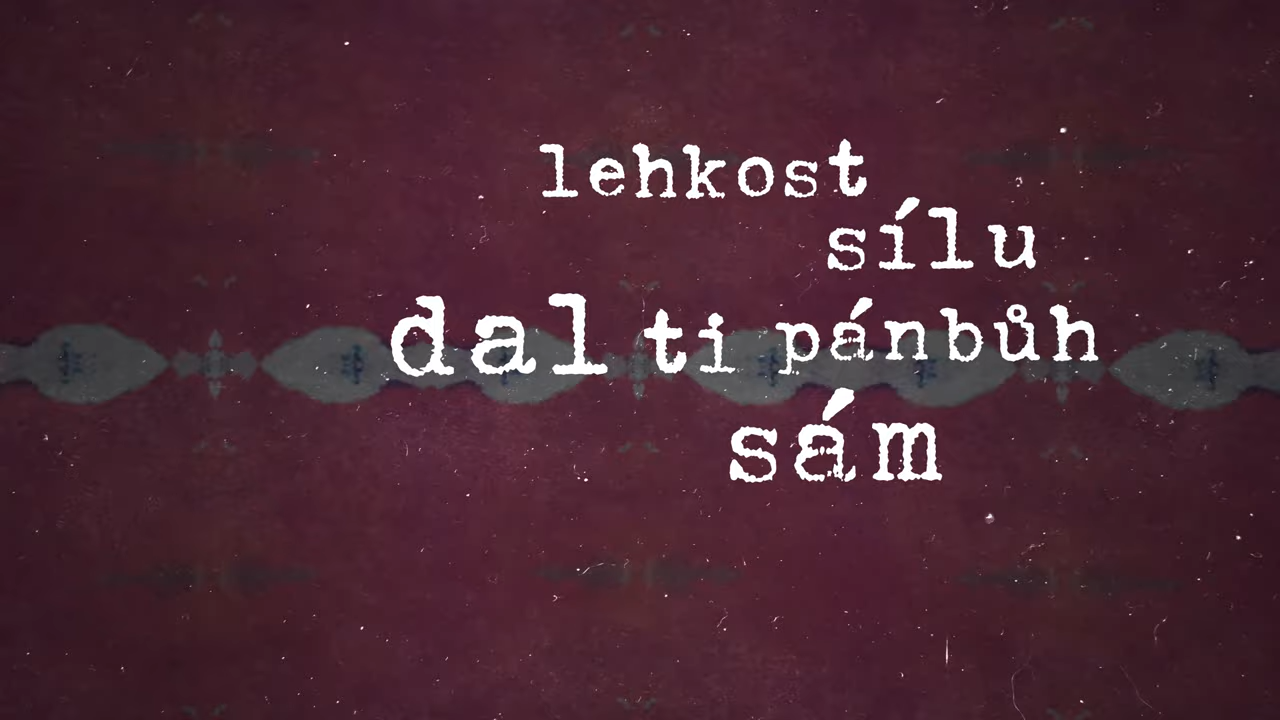 lehkost
sílu
dal ti pánbůh
sám